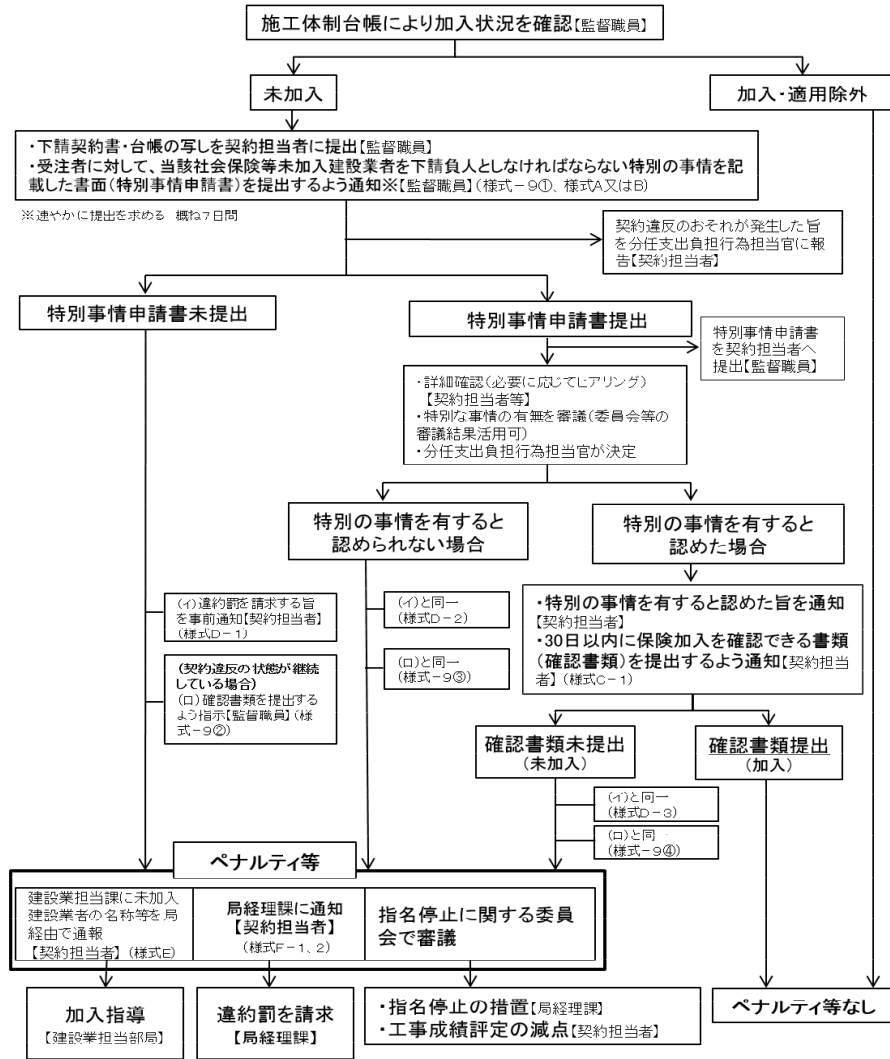 施工体制台帳により加入状況を確認【監督職員】
未加入
加入・適用除外
・下請契約書・台帳の写しを契約担当者に提出【監督職員】
・受注者に対して、当該社会保険等未加入建設業者を下請負人としなければならない特別の事情を記
載した書面(特別事情申請書)を提出するよう通知※【監督職員】(様式－9①、様式A又はB)
※速やかに提出を求める 概ね7日間
契約違反のおそれが発生した旨
を分任支出負担行為担当官に報
告【契約担当者】
特別事情申請書未提出
特別事情申請書提出
特別事情申請書
を契約担当者へ
提出【監督職員】
・詳細確認(必要に応じてヒアリング)
【契約担当者等】
・特別な事情の有無を審議(委員会等の
審議結果活用可)
・分任支出負担行為担当官が決定
特別の事情を有すると
認められない場合
特別の事情を有すると
認めた場合
(イ)違約罰を請求する旨
を事前通知【契約担当者】
(様式D－1)
(イ)と同一
(様式D－2)
・特別の事情を有すると認めた旨を通知
【契約担当者】
・30日以内に保険加入を確認できる書類
(確認書類)を提出するよう通知【契約担当
者】(様式C－1)
(契約違反の状態が継続
している場合)
(ロ)確認書類を提出する
よう指示【監督職員】(様
式－9②)
(ロ)と同一
(様式－9③)
確認書類未提出
(未加入)
確認書類提出
(加入)
(イ)と同一
(様式D－3)
(ロ)と同一
(様式－9④)
ペナルティ等
建設業担当課に未加入
建設業者の名称等を局
経由で通報
【契約担当者】(様式E)
局経理課に通知
【契約担当者】
(様式F－1、2)
指名停止に関する委員
会で審議
加入指導
【建設業担当部局】
違約罰を請求
【局経理課】
・指名停止の措置【局経理課】
・工事成績評定の減点【契約担当者】
ペナルティ等なし